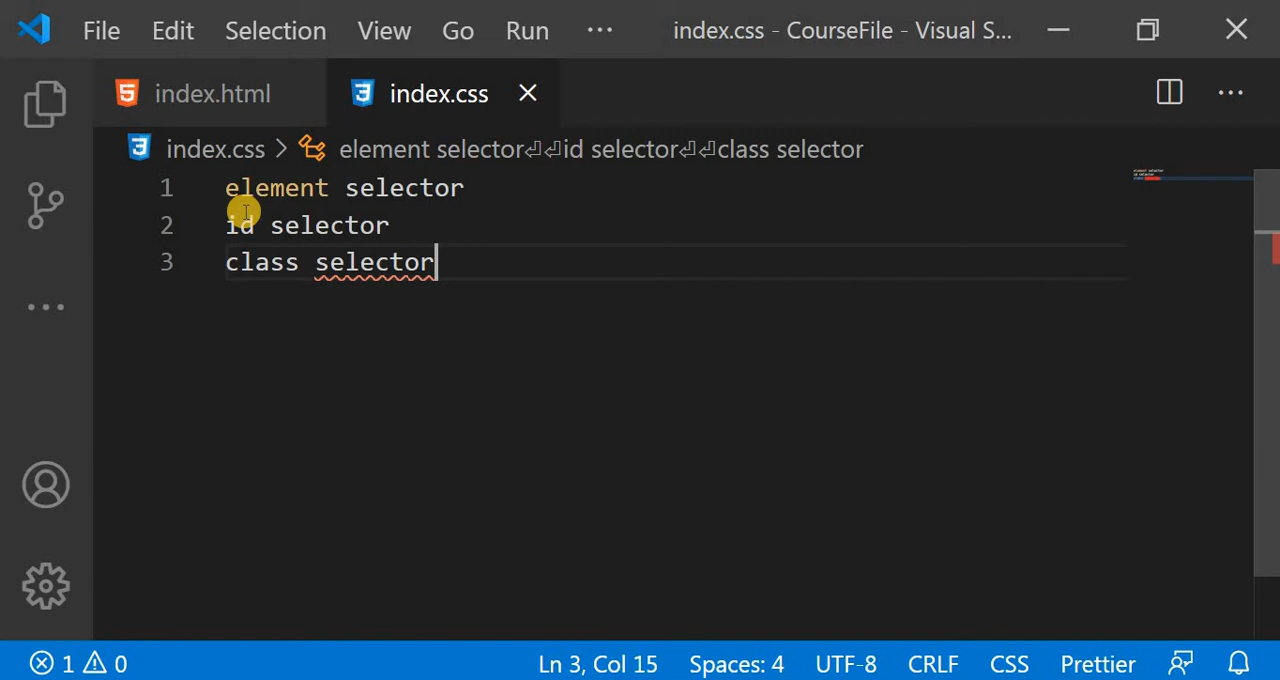 File Edit Selection View Go Run ··· index.css - CourseFile - Visual S...
index.html index.css
index.css > element selector⏎⏎id selector⏎⏎class selector
1 element selector
2 id selector
3 class selector
1 0 Ln 3, Col 15 Spaces: 4 UTF-8 CRLF CSS Prettier